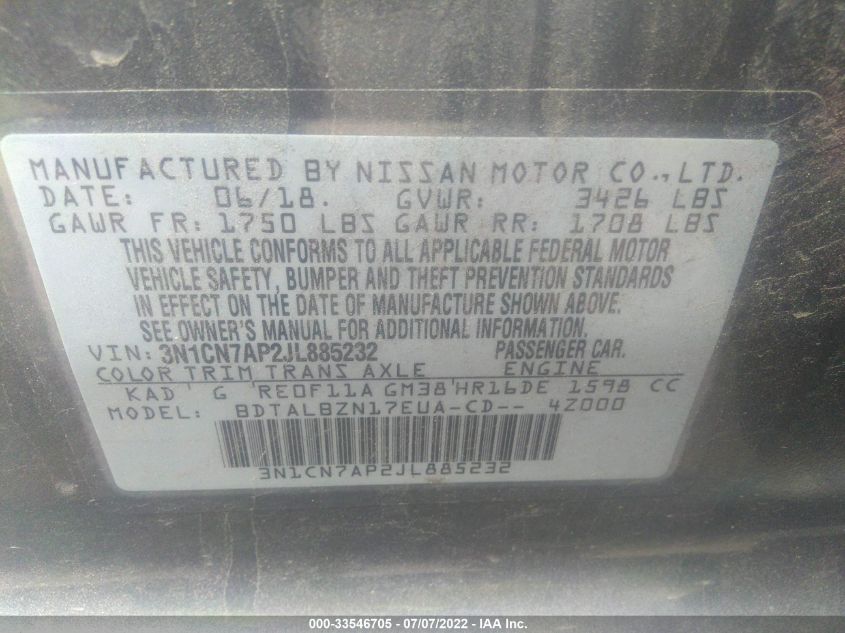 MANUFACTURED BY NISSAN MOTOR CO., LTD.
DATE: 06/18. GVWR: 3426 LBS
GAWR FR: 1750 LBS GAWR RR: 1708 LBS
THIS VEHICLE CONFORMS TO ALL APPLICABLE FEDERAL MOTOR
VEHICLE SAFETY, BUMPER AND THEFT PREVENTION STANDARDS
IN EFFECT ON THE DATE OF MANUFACTURE SHOWN ABOVE.
SEE OWNER'S MANUAL FOR ADDITIONAL INFORMATION.
VIN: 3N1CN7AP2JL885232 PASSENGER CAR.
COLOR TRIM TRANS AXLE ENGINE
KAD G RE0F11A GM38 HR16DE 1598 CC
MODEL: BDTALBZN17EUA-CD-- 4Z000
3N1CN7AP2JL885232
000-33546705 - 07/07/2022 - IAA Inc.